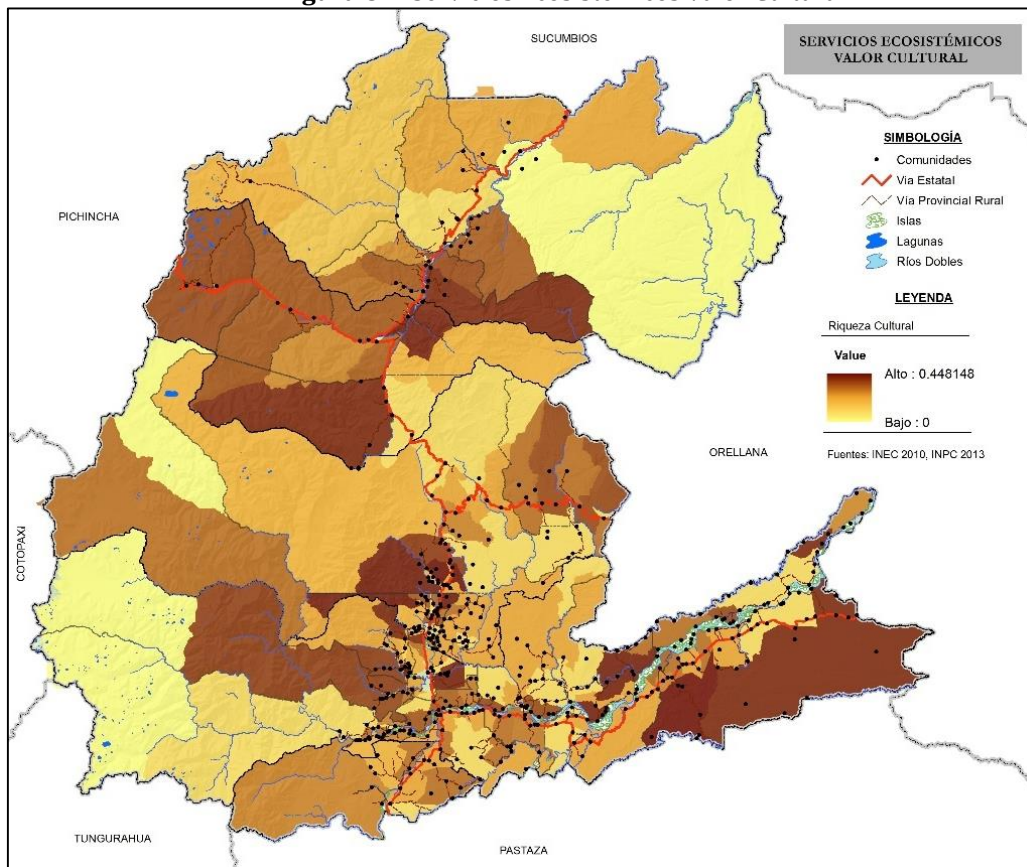 SERVICIOS ECOSISTÉMICOS
VALOR CULTURAL
SUCUMBIOS
SIMBOLOGÍA
Comunidades
Via Estatal
Vía Provincial Rural
Islas
Lagunas
Ríos Dobles
PICHINCHA
LEYENDA
Riqueza Cultural
Value
Alto : 0.448148
Bajo : 0
ORELLANA
Fuentes: INEC 2010, INPC 2013
COTOPAXI
TUNGURAHUA
PASTAZA